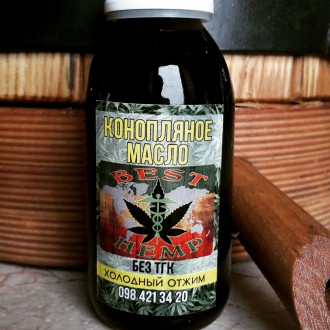 КОНОПЛЯНОЕ
МАСЛО
BEST
HEMP
БЕЗ ТГК
ХОЛОДНЫЙ ОТЖИМ
098 421 34 20